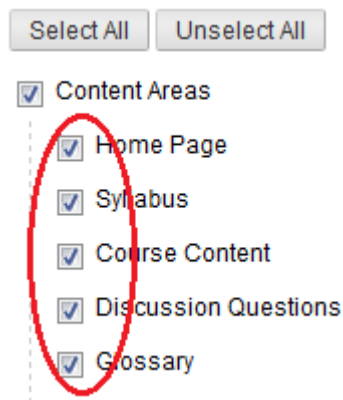 Select All Unselect All
Content Areas
Home Page
Syllabus
Course Content
Discussion Questions
Glossary